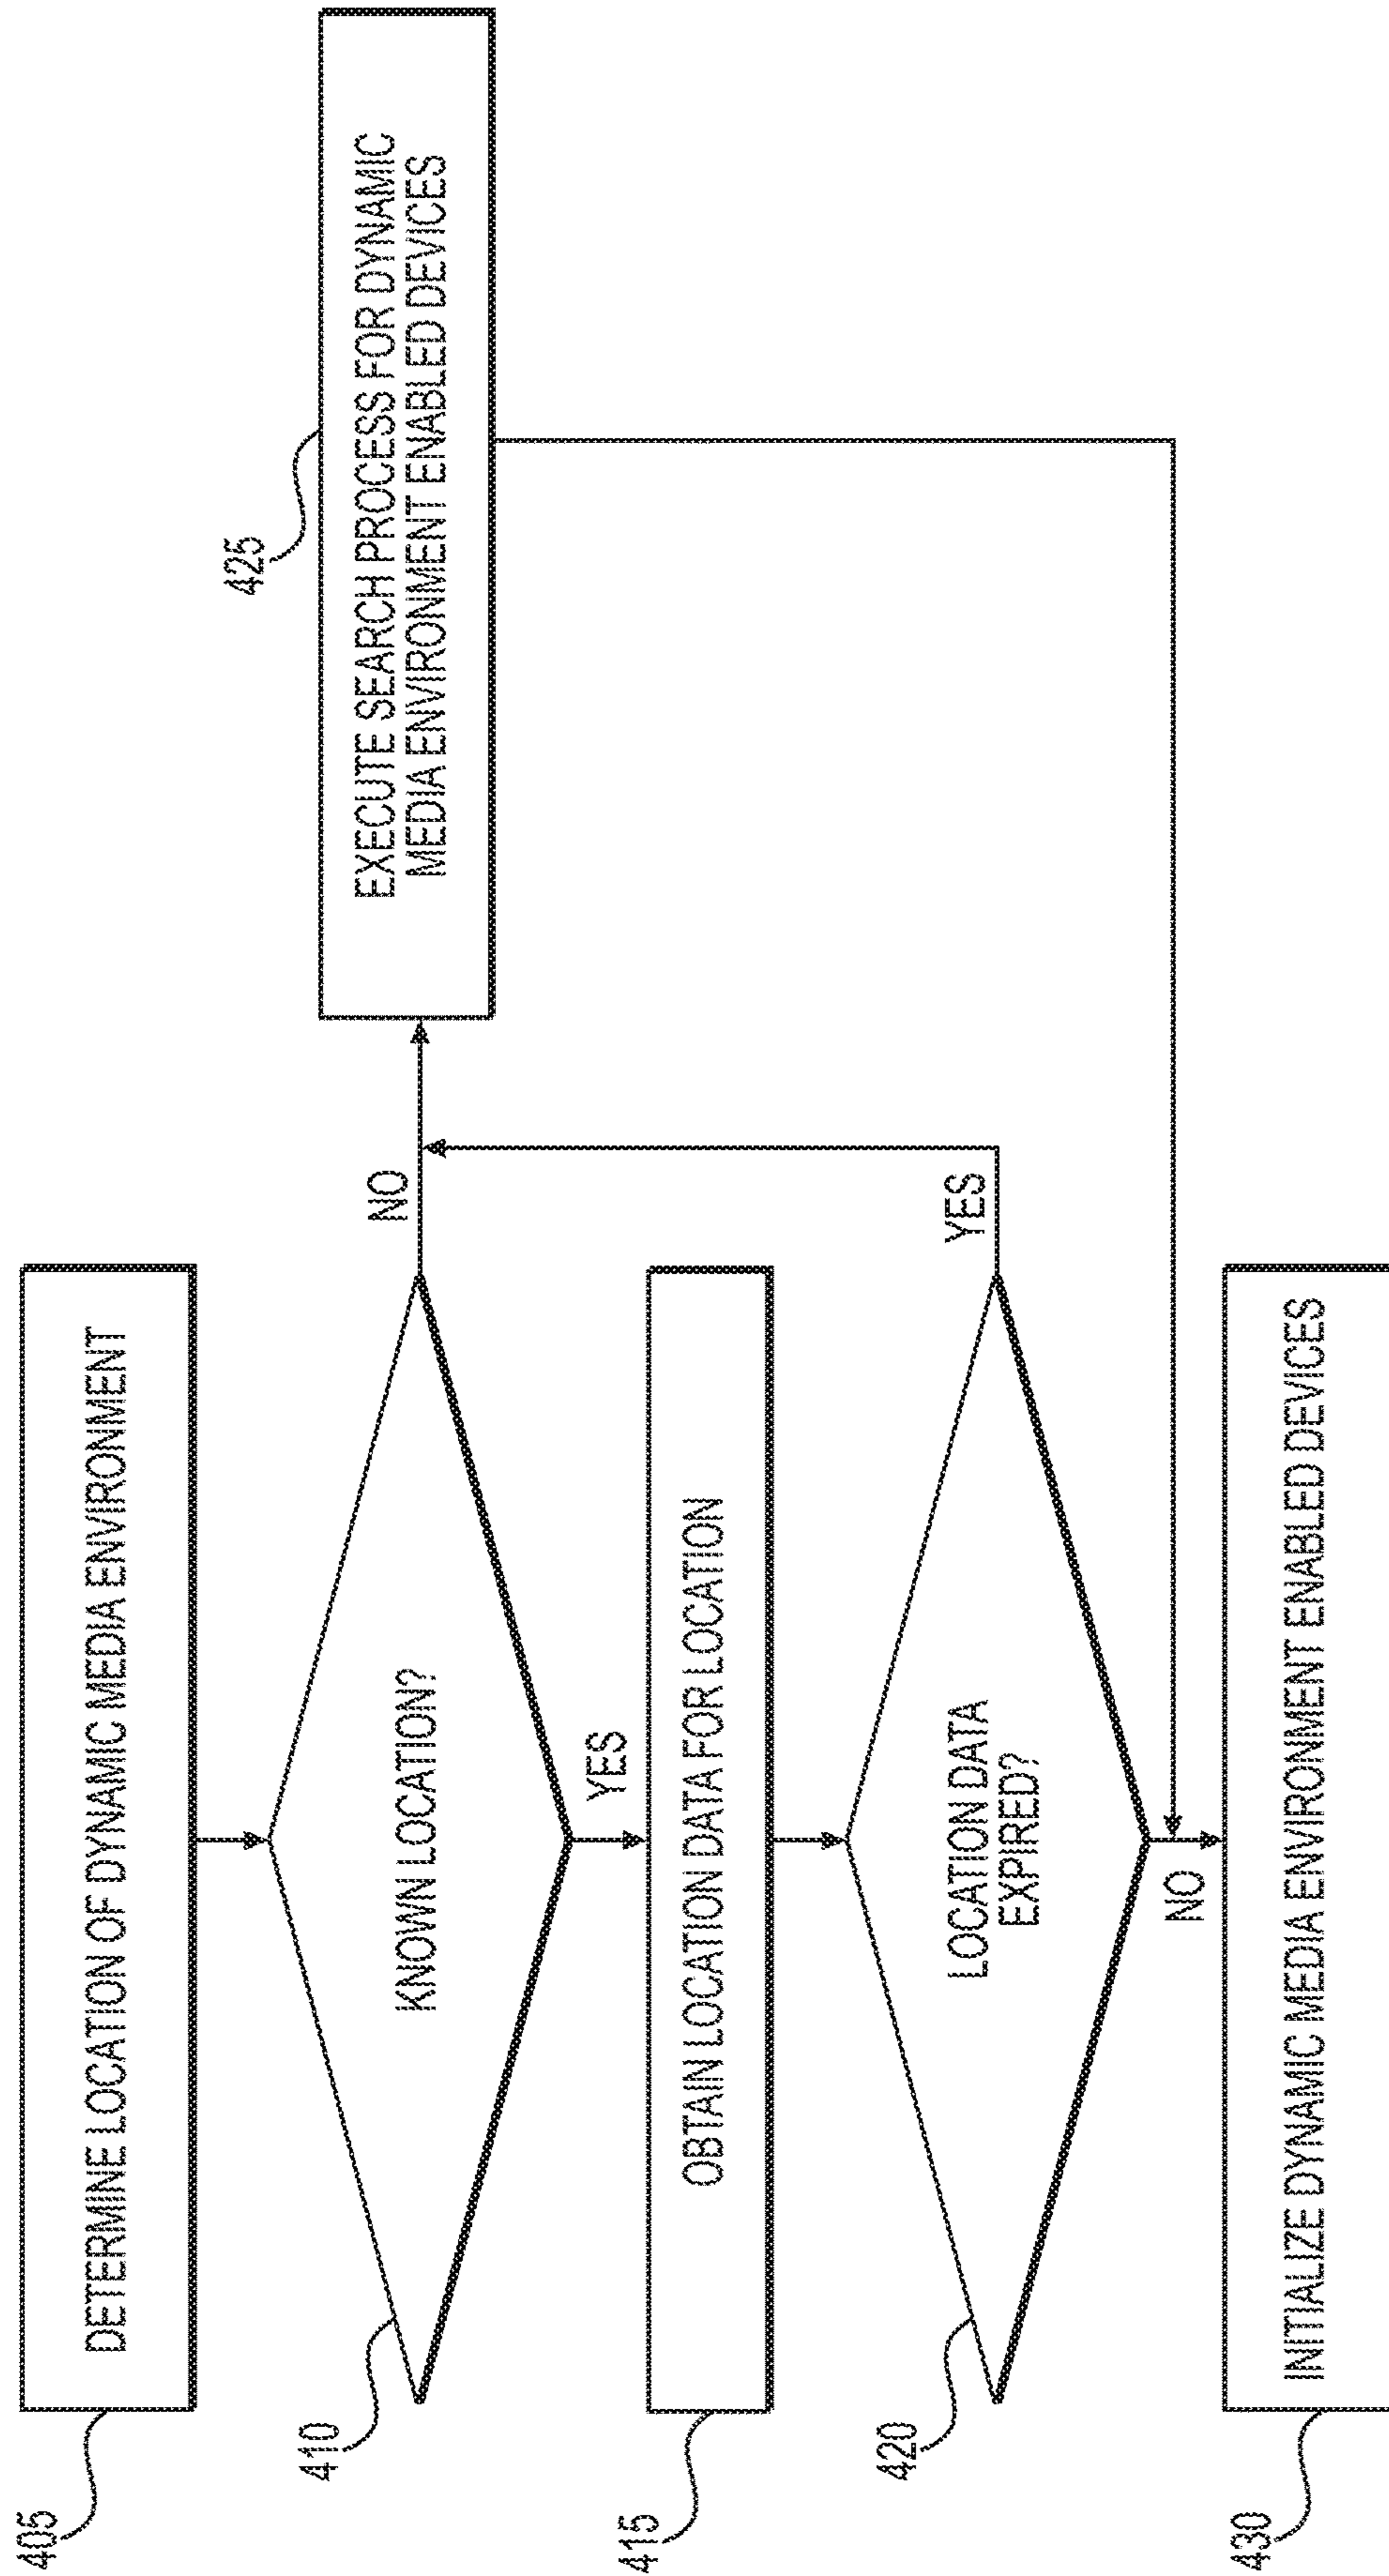 405
DETERMINE LOCATION OF DYNAMIC MEDIA ENVIRONMENT
410
KNOWN LOCATION?
NO
YES
425
EXECUTE SEARCH PROCESS FOR DYNAMIC
MEDIA ENVIRONMENT ENABLED DEVICES
415
OBTAIN LOCATION DATA FOR LOCATION
420
LOCATION DATA
EXPIRED?
YES
NO
430
INITIALIZE DYNAMIC MEDIA ENVIRONMENT ENABLED DEVICES